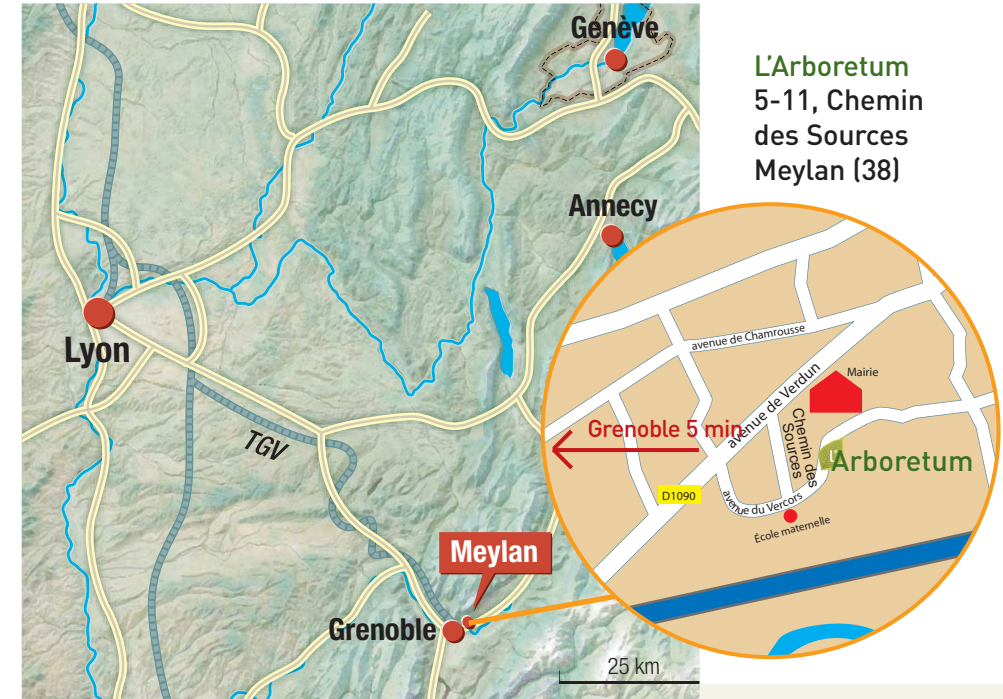 Genève
L'Arboretum
5-11, Chemin
des Sources
Meylan (38)
Annecy
Lyon
TGV
avenue de Chamrousse
avenue de Verdun
Mairie
Grenoble 5 min
Chemin des
Sources
L'
Arboretum
D1090
avenue du Vercors
École maternelle
Meylan
Grenoble
25 km